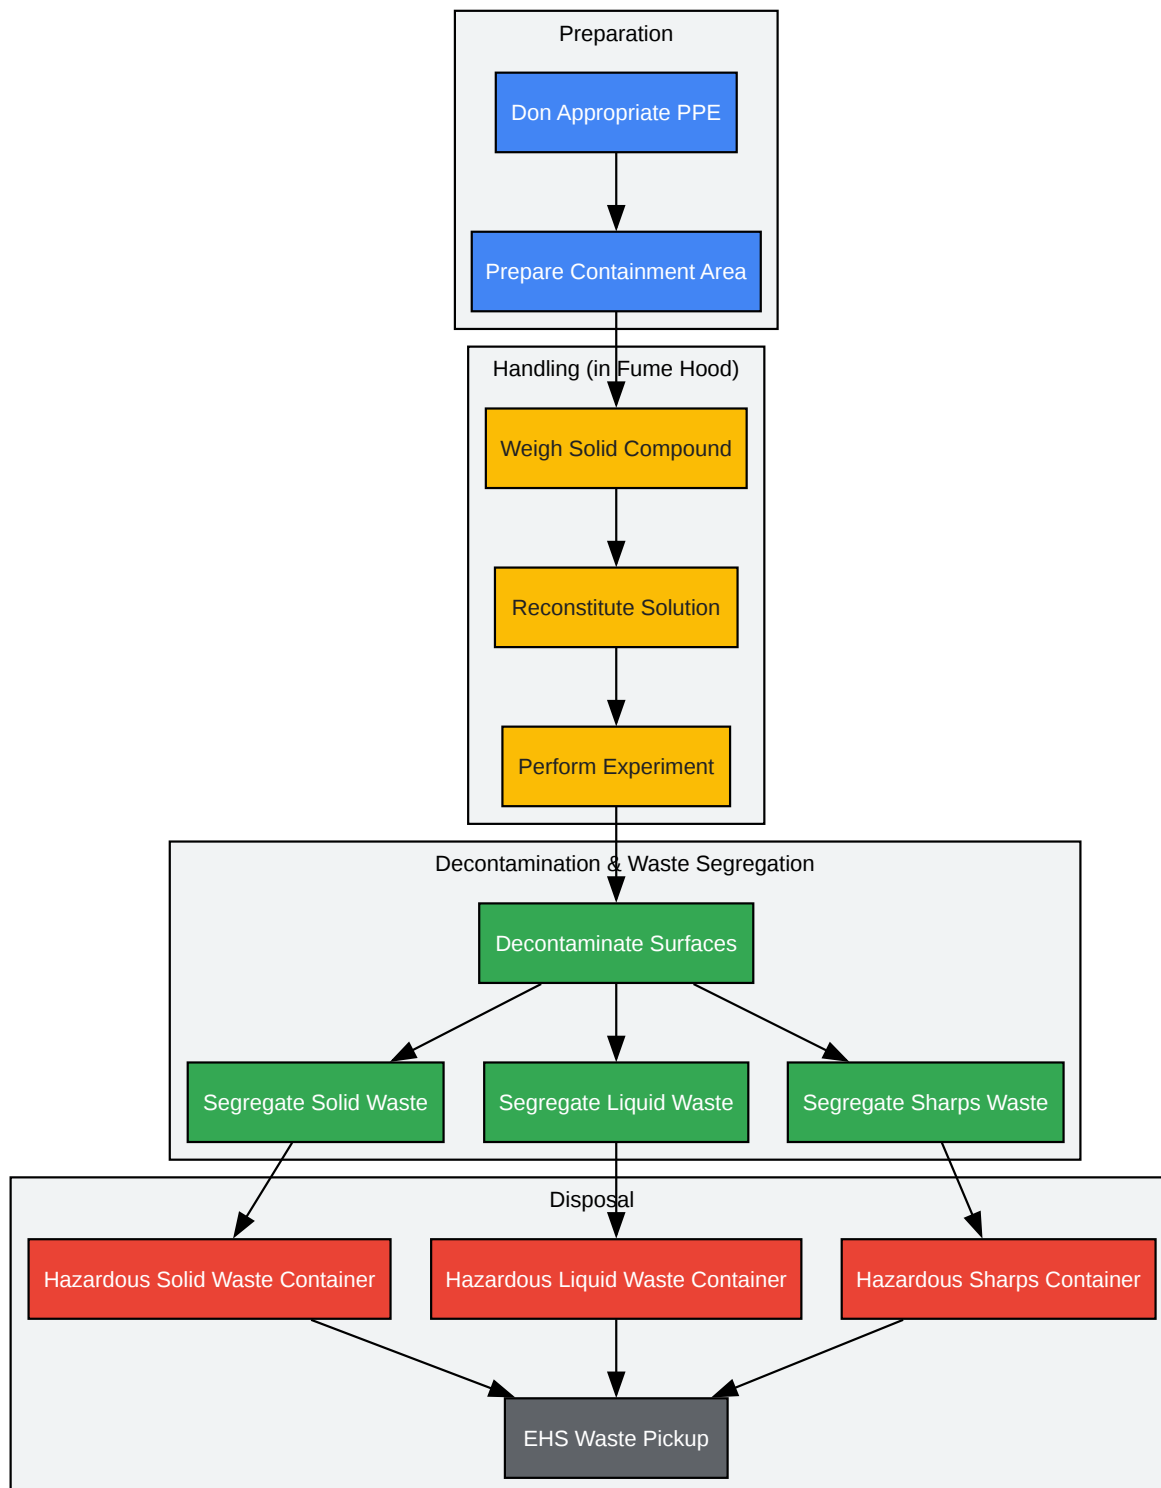 Preparation
Don Appropriate PPE
Prepare Containment Area
Handling (in Fume Hood)
Weigh Solid Compound
Reconstitute Solution
Perform Experiment
Decontamination & Waste Segregation
Decontaminate Surfaces
Segregate Solid Waste
Segregate Liquid Waste
Segregate Sharps Waste
Disposal
Hazardous Solid Waste Container
Hazardous Liquid Waste Container
Hazardous Sharps Container
EHS Waste Pickup